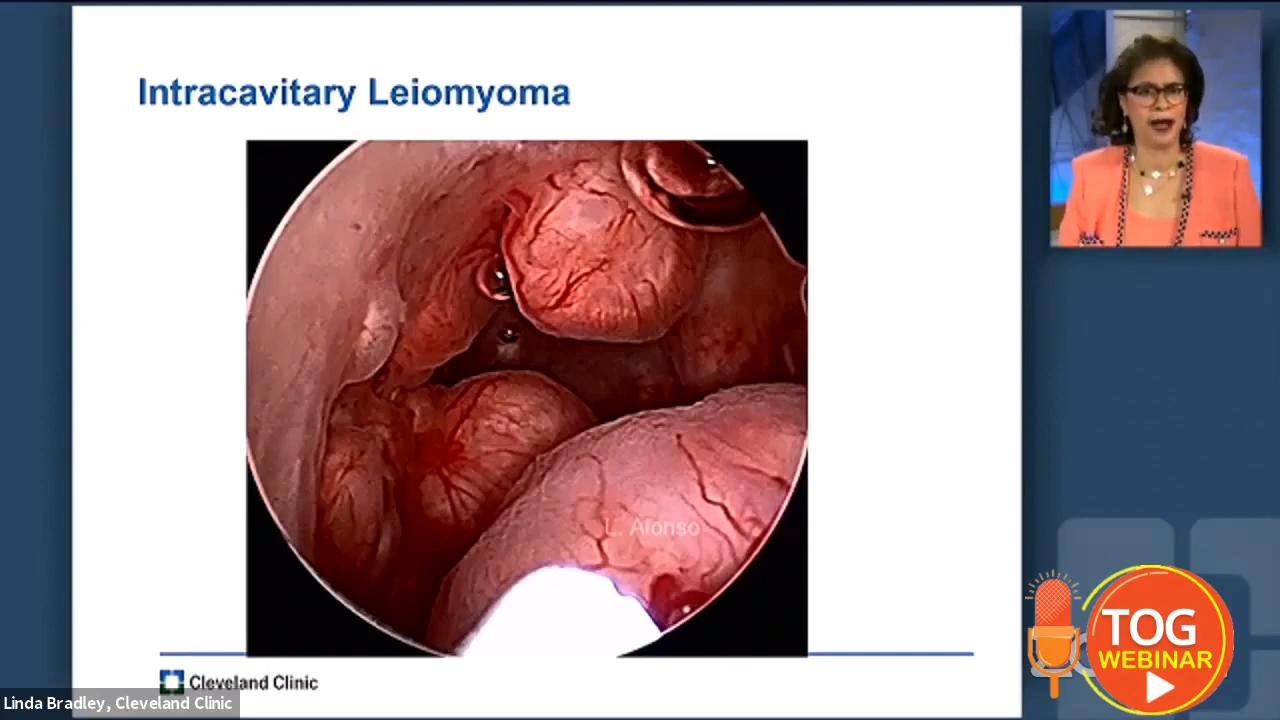 Intracavitary Leiomyoma
L. Alonso
Cleveland Clinic
Linda Bradley, Cleveland Clinic
TOG
WEBINAR